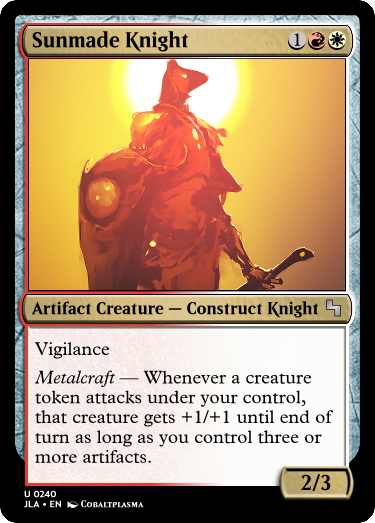 Sunmade Knight 1
Artifact Creature — Construct Knight
Vigilance
Metalcraft — Whenever a creature
token attacks under your control,
that creature gets +1/+1 until end of
turn as long as you control three or
more artifacts.
2/3
U 0240
JLA • EN Cobaltplasma